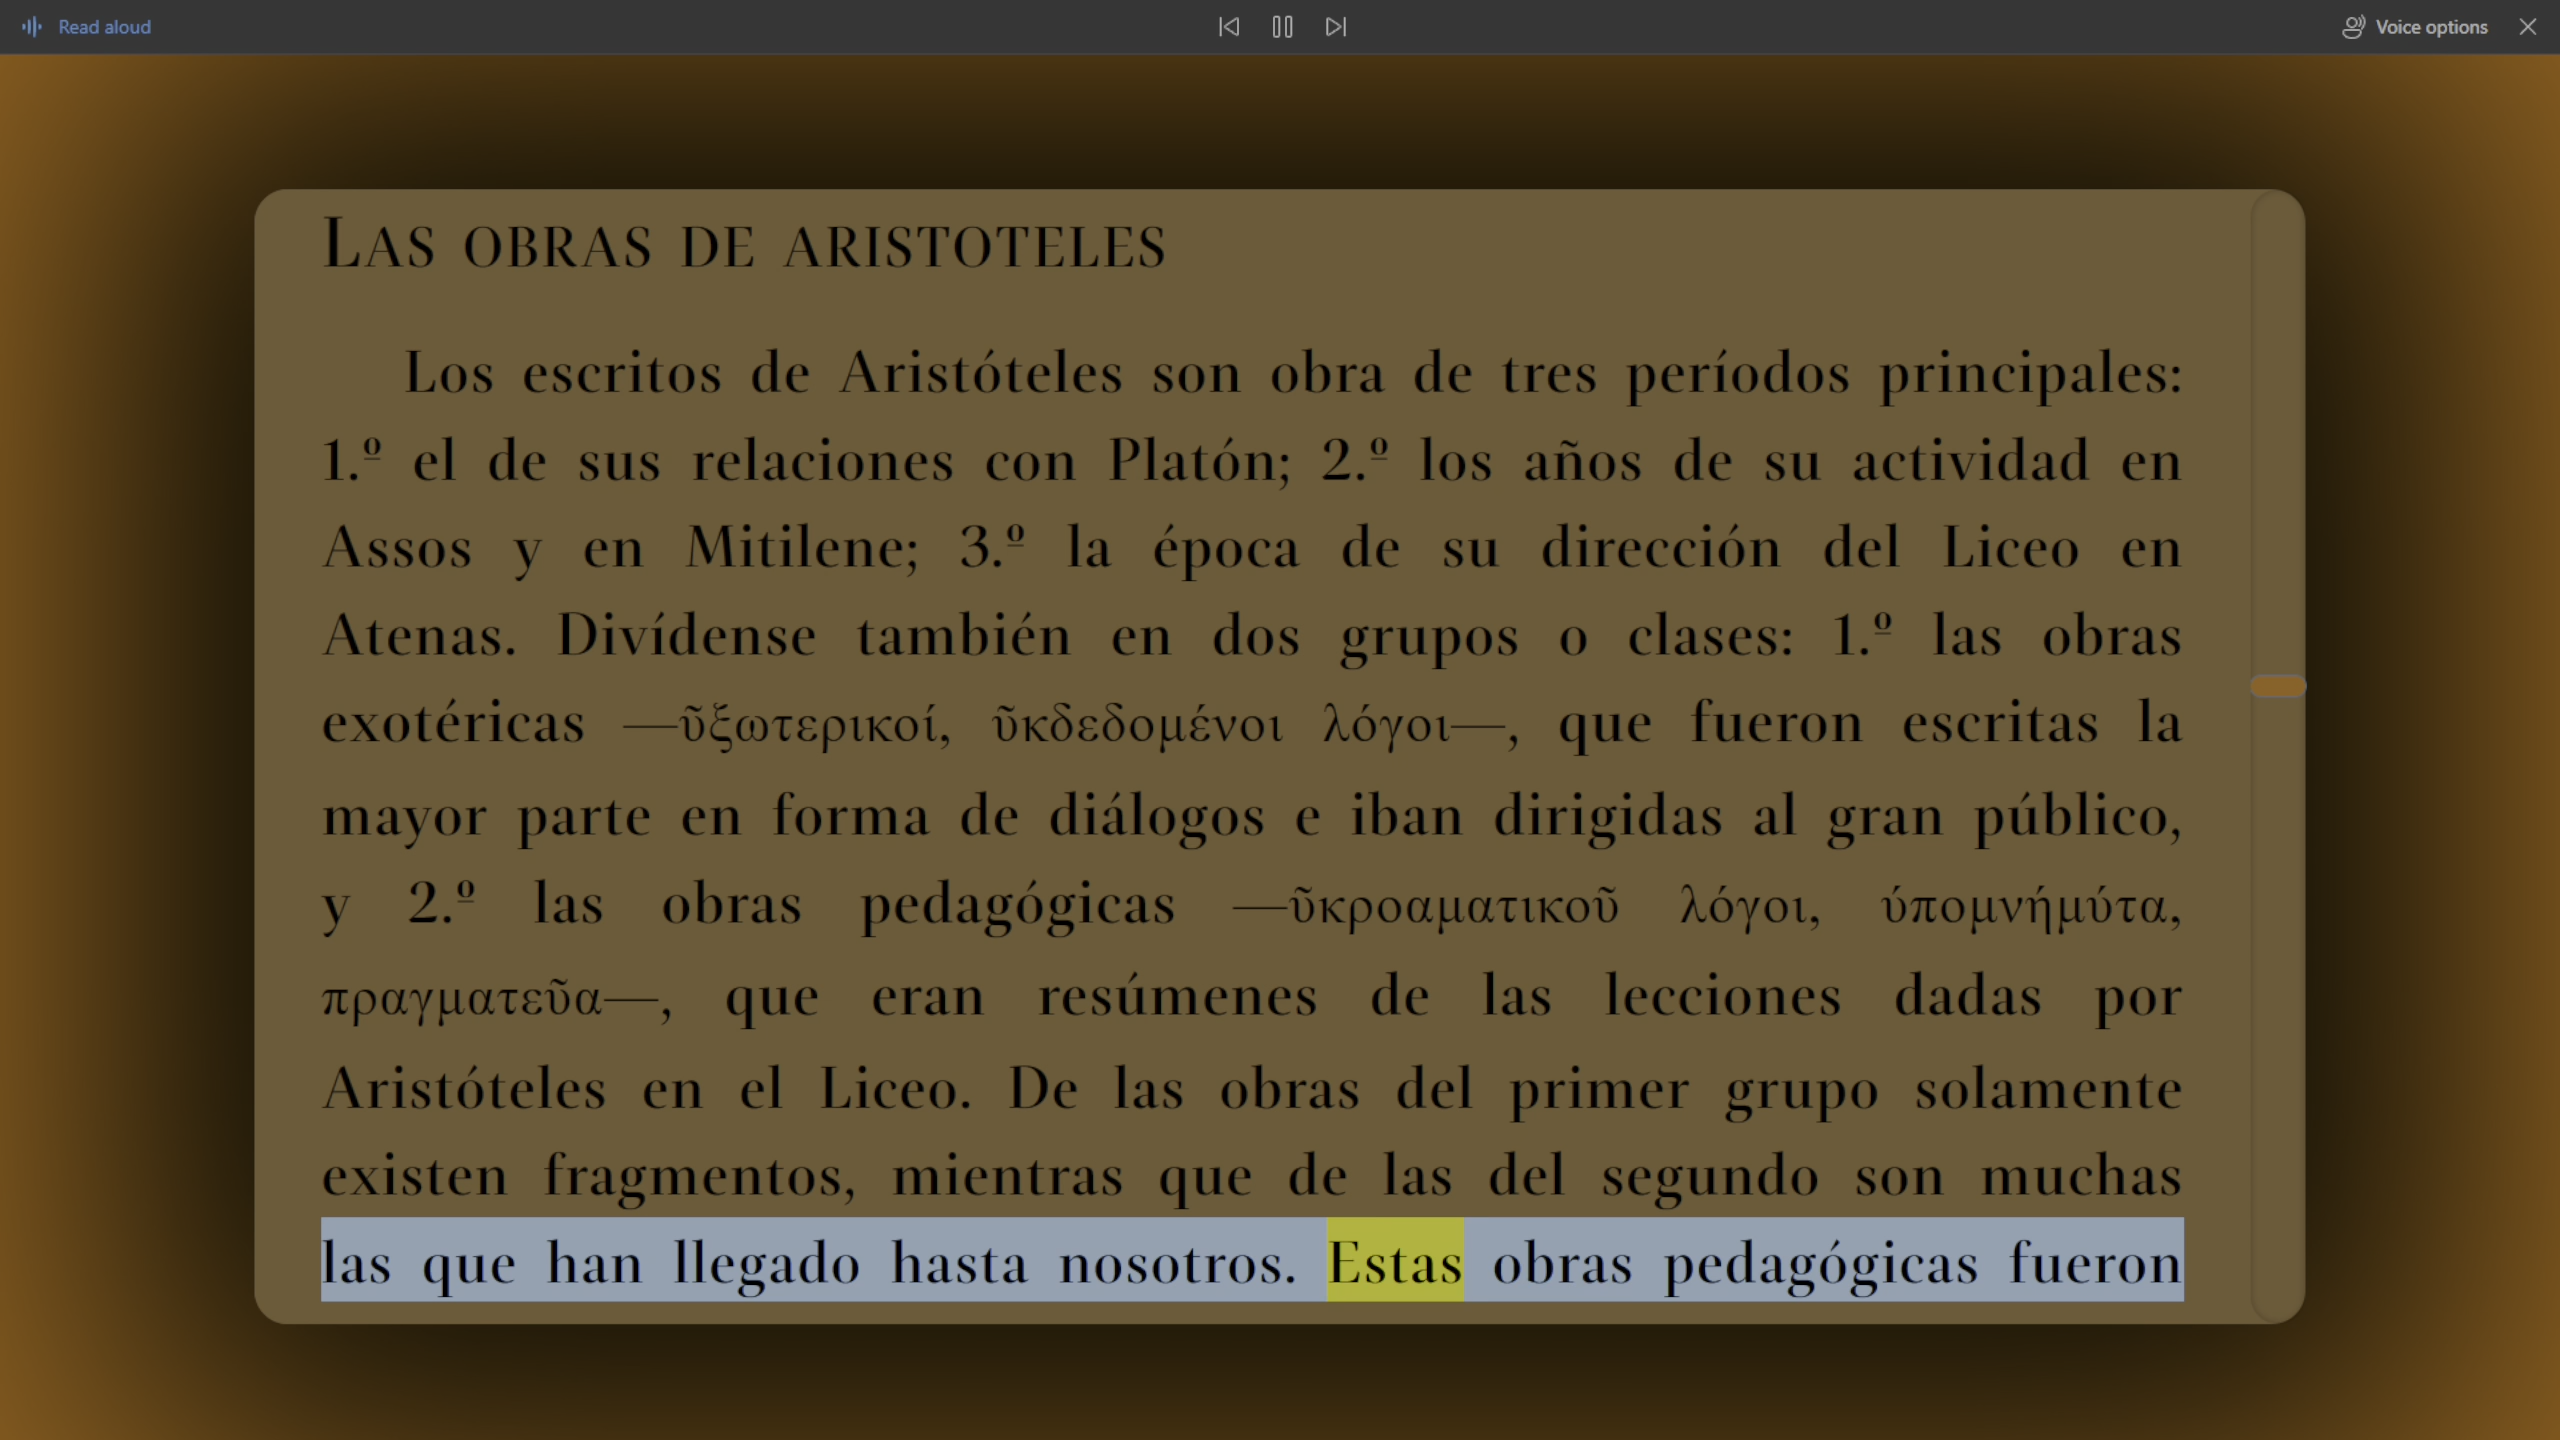 Read aloud
Voice options
LAS OBRAS DE ARISTOTELES
Los escritos de Aristóteles son obra de tres períodos principales:
1.º el de sus relaciones con Platón; 2.º los años de su actividad en
Assos y en Mitilene; 3.º la época de su dirección del Liceo en
Atenas. Divídense también en dos grupos o clases: 1.º las obras
exotéricas —ῦξωτερικοί, ῦκδεδομένοι λόγοι—, que fueron escritas la
mayor parte en forma de diálogos e iban dirigidas al gran público,
y 2.º las obras pedagógicas —ῦκροαματικοῦ λόγοι, ύπομνήμύτα,
πραγματεῦα—, que eran resúmenes de las lecciones dadas por
Aristóteles en el Liceo. De las obras del primer grupo solamente
existen fragmentos, mientras que de las del segundo son muchas
las que han llegado hasta nosotros. Estas obras pedagógicas fueron